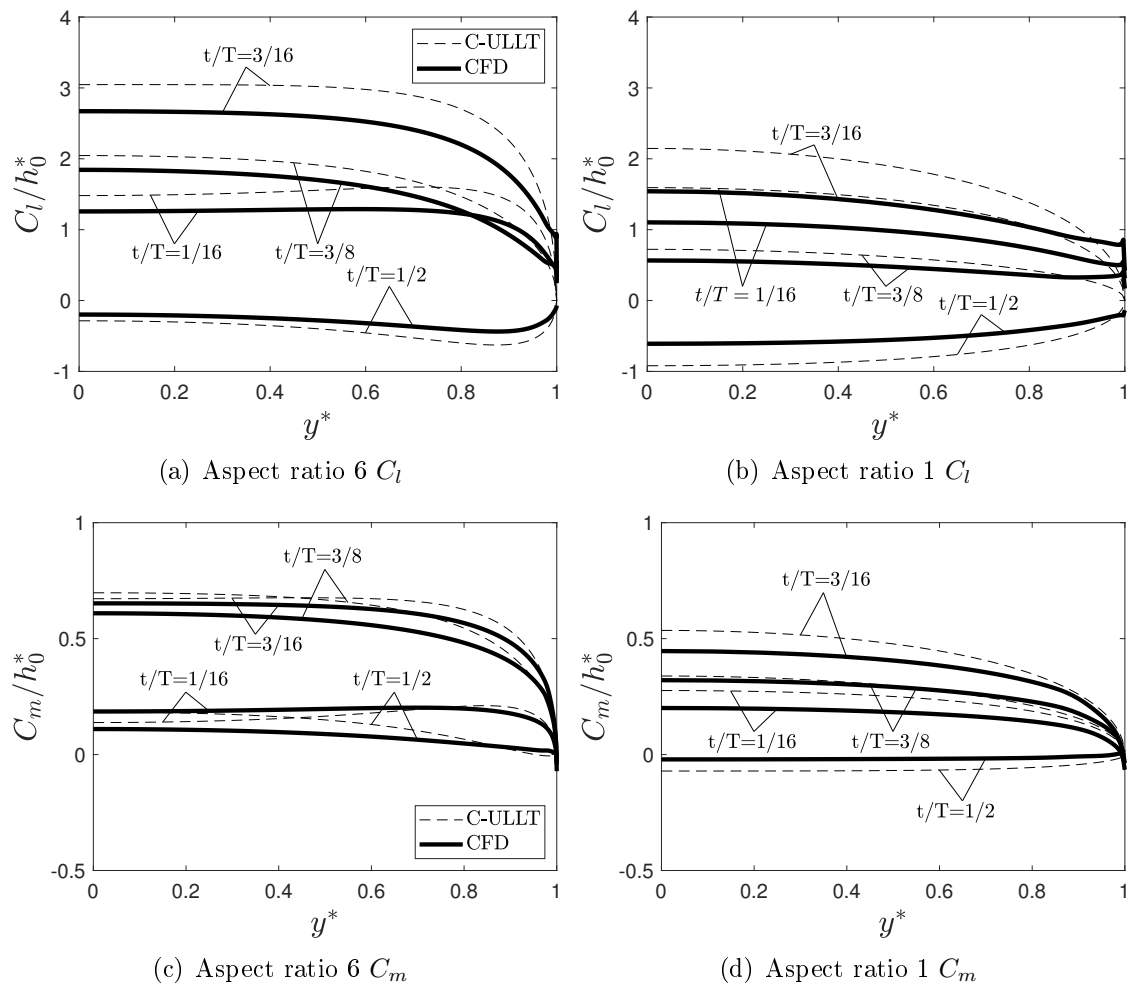 4
3
2
1
0
-1
C_l/h_0^*
t/T=3/16
C-ULLT
CFD
t/T=1/16
t/T=3/8
t/T=1/2
0 0.2 0.4 0.6 0.8 1
y*
(a) Aspect ratio 6 C_l
4
3
2
1
0
-1
C_l/h_0^*
t/T=3/16
t/T = 1/16
t/T=3/8
t/T=1/2
0 0.2 0.4 0.6 0.8 1
y*
(b) Aspect ratio 1 C_l
1
0.5
0
-0.5
C_m/h_0^*
t/T=3/8
t/T=3/16
t/T=1/16
t/T=1/2
C-ULLT
CFD
0 0.2 0.4 0.6 0.8 1
y*
(c) Aspect ratio 6 C_m
1
0.5
0
-0.5
C_m/h_0^*
t/T=3/16
t/T=1/16
t/T=3/8
t/T=1/2
0 0.2 0.4 0.6 0.8 1
y*
(d) Aspect ratio 1 C_m